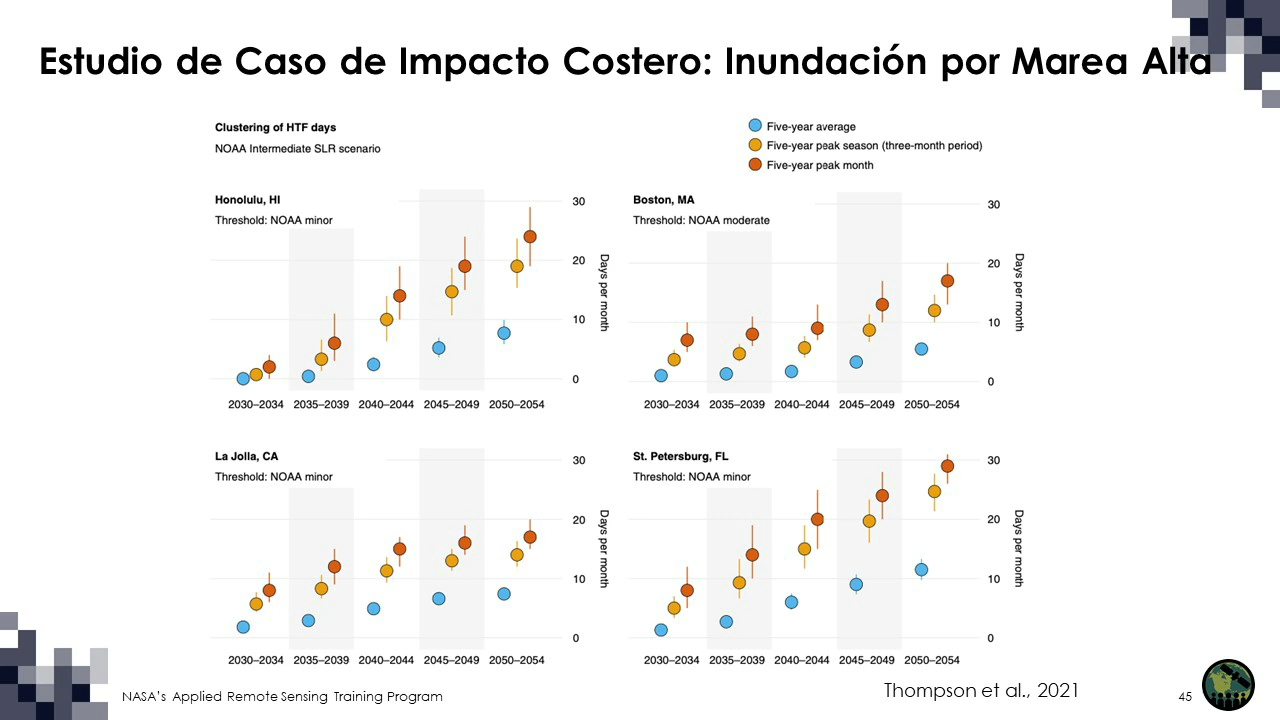 Estudio de Caso de Impacto Costero: Inundación por Marea Alta
Clustering of HTF days
NOAA Intermediate SLR scenario
Five-year average
Five-year peak season (three-month period)
Five-year peak month
Honolulu, HI
Threshold: NOAA minor
30
20
10
0
Days per month
2030–2034 2035–2039 2040–2044 2045–2049 2050–2054
Boston, MA
Threshold: NOAA moderate
30
20
10
0
Days per month
2030–2034 2035–2039 2040–2044 2045–2049 2050–2054
La Jolla, CA
Threshold: NOAA minor
30
20
10
0
Days per month
2030–2034 2035–2039 2040–2044 2045–2049 2050–2054
St. Petersburg, FL
Threshold: NOAA minor
30
20
10
0
Days per month
2030–2034 2035–2039 2040–2044 2045–2049 2050–2054
Thompson et al., 2021
NASA's Applied Remote Sensing Training Program
45